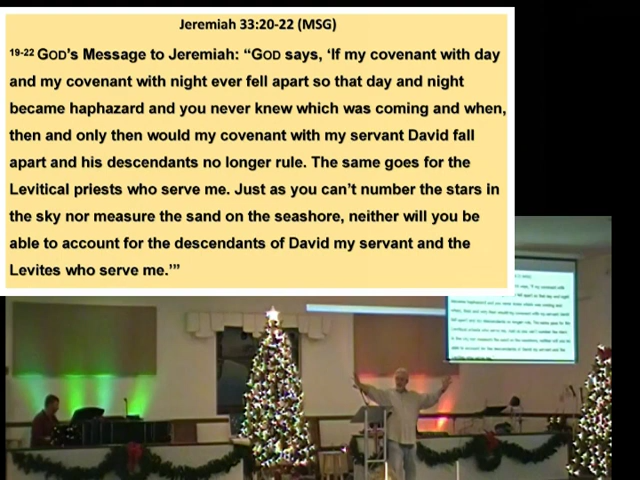 Jeremiah 33:20-22 (MSG)
19-22 GOD's Message to Jeremiah: “GOD says, ‘If my covenant with day
and my covenant with night ever fell apart so that day and night
became haphazard and you never knew which was coming and when,
then and only then would my covenant with my servant David fall
apart and his descendants no longer rule. The same goes for the
Levitical priests who serve me. Just as you can’t number the stars in
the sky nor measure the sand on the seashore, neither will you be
able to account for the descendants of David my servant and the
Levites who serve me.’”